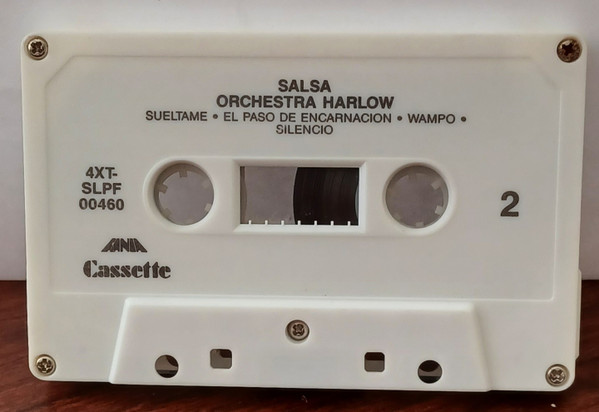 SALSA
ORCHESTRA HARLOW
SUELTAME • EL PASO DE ENCARNACION • WAMPO •
SILENCIO
4XT-
SLPF
00460
2
FANIA
Cassette